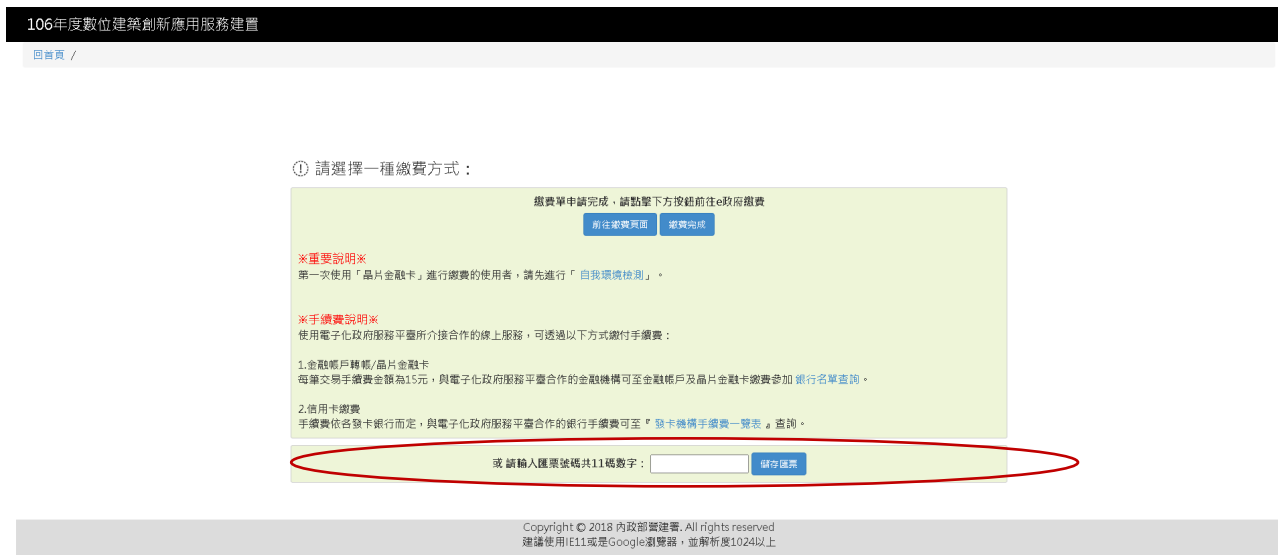 106年度數位建築創新應用服務建置
回首頁 /
請選擇一種繳費方式：
繳費單申請完成，請點擊下方按鈕前往e政府繳費
前往繳費頁面 繳費完成
※重要說明※
第一次使用「晶片金融卡」進行繳費的使用者，請先進行「 自我環境檢測」 。
※手續費說明※
使用電子化政府服務平臺所介接合作的線上服務，可透過以下方式繳付手續費：
1.金融帳戶轉帳/晶片金融卡
每筆交易手續費金額為15元，與電子化政府服務平臺合作的金融機構可至金融帳戶及晶片金融卡繳費參加 銀行名單查詢 。
2.信用卡繳費
手續費依各發卡銀行而定，與電子化政府服務平臺合作的銀行手續費可至『 發卡機構手續費一覽表 』查詢。
或 請輸入匯票號碼共11碼數字： 儲存匯票
Copyright © 2018 內政部營建署. All rights reserved
建議使用IE11或是Google瀏覽器，並解析度1024以上